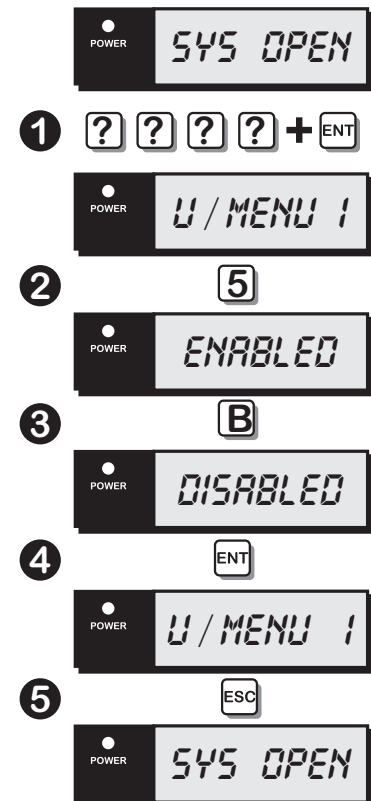 POWER SYS OPEN
1 ? ? ? ? + ENT
POWER U/MENU 1
2 5
POWER ENABLED
3 B
POWER DISABLED
4 ENT
POWER U/MENU 1
5 ESC
POWER SYS OPEN